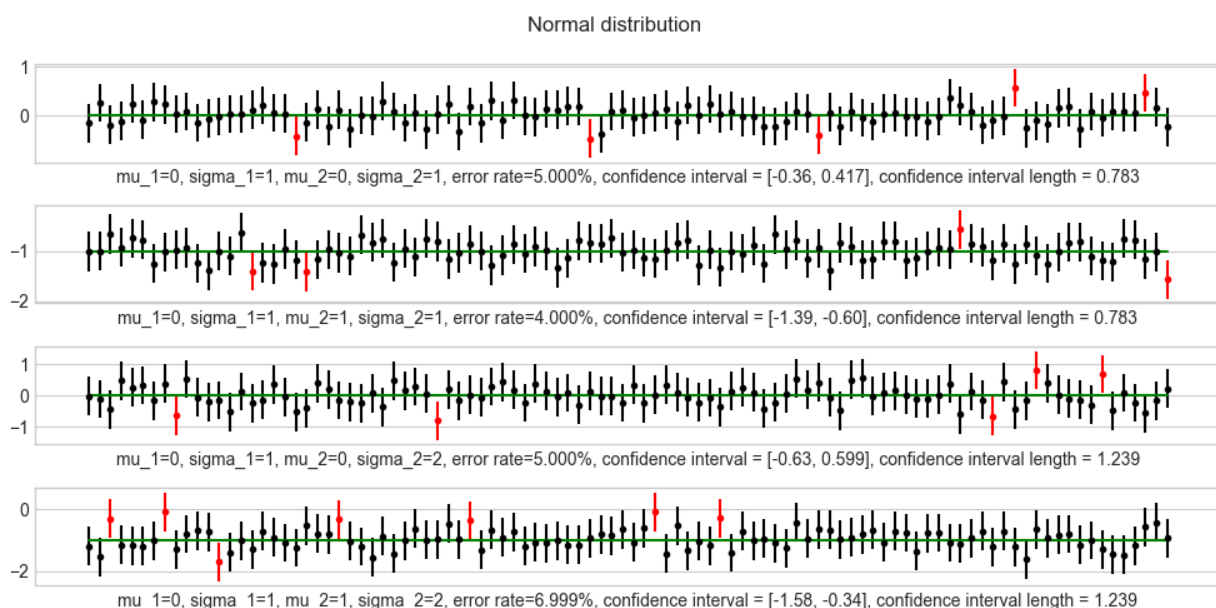 Normal distribution
1
0
mu_1=0, sigma_1=1, mu_2=0, sigma_2=1, error rate=5.000%, confidence interval = [-0.36, 0.417], confidence interval length = 0.783
−1
−2
mu_1=0, sigma_1=1, mu_2=1, sigma_2=1, error rate=4.000%, confidence interval = [-1.39, -0.60], confidence interval length = 0.783
1
0
−1
mu_1=0, sigma_1=1, mu_2=0, sigma_2=2, error rate=5.000%, confidence interval = [-0.63, 0.599], confidence interval length = 1.239
0
−2
mu_1=0, sigma_1=1, mu_2=1, sigma_2=2, error rate=6.999%, confidence interval = [-1.58, -0.34], confidence interval length = 1.239